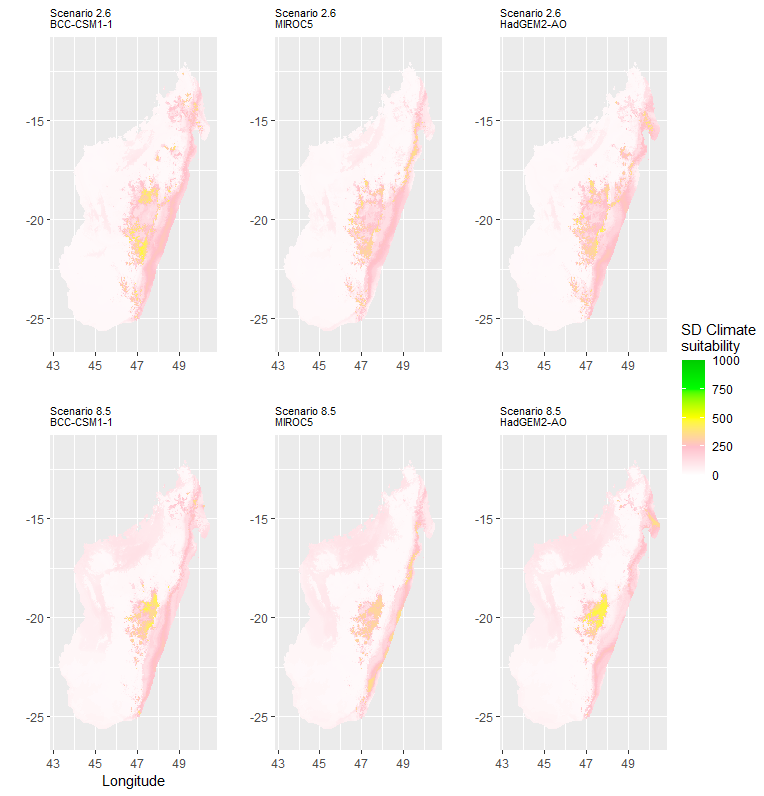 Scenario 2.6
BCC-CSM1-1
Scenario 2.6
MIROC5
Scenario 2.6
HadGEM2-AO
-15
-20
-25
43 45 47 49
-15
-20
-25
43 45 47 49
-15
-20
-25
43 45 47 49
SD Climate
suitability
1000
750
500
250
0
Scenario 8.5
BCC-CSM1-1
Scenario 8.5
MIROC5
Scenario 8.5
HadGEM2-AO
-15
-20
-25
43 45 47 49
-15
-20
-25
43 45 47 49
-15
-20
-25
43 45 47 49
Longitude